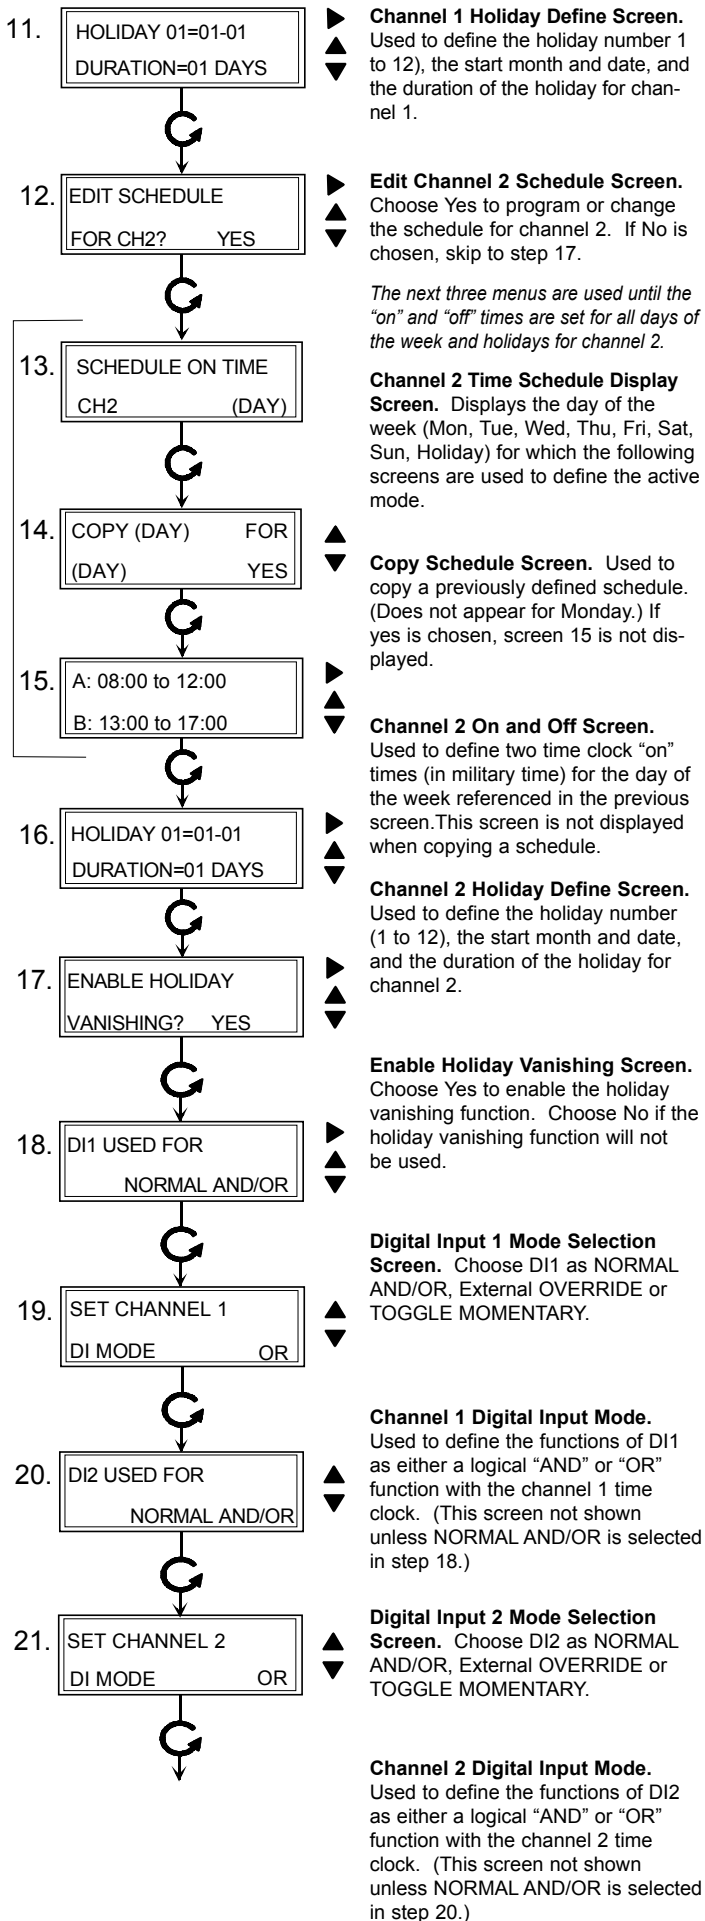 11.
HOLIDAY 01=01-01
DURATION=01 DAYS
Channel 1 Holiday Define Screen.
Used to define the holiday number 1
to 12), the start month and date, and
the duration of the holiday for chan-
nel 1.
12.
EDIT SCHEDULE
FOR CH2? YES
Edit Channel 2 Schedule Screen.
Choose Yes to program or change
the schedule for channel 2. If No is
chosen, skip to step 17.
The next three menus are used until the
“on” and “off” times are set for all days of
the week and holidays for channel 2.
13.
SCHEDULE ON TIME
CH2 (DAY)
Channel 2 Time Schedule Display
Screen. Displays the day of the
week (Mon, Tue, Wed, Thu, Fri, Sat,
Sun, Holiday) for which the following
screens are used to define the active
mode.
14.
COPY (DAY) FOR
(DAY) YES
Copy Schedule Screen. Used to
copy a previously defined schedule.
(Does not appear for Monday.) If
yes is chosen, screen 15 is not dis-
played.
15.
A: 08:00 to 12:00
B: 13:00 to 17:00
Channel 2 On and Off Screen.
Used to define two time clock “on”
times (in military time) for the day of
the week referenced in the previous
screen.This screen is not displayed
when copying a schedule.
16.
HOLIDAY 01=01-01
DURATION=01 DAYS
Channel 2 Holiday Define Screen.
Used to define the holiday number
(1 to 12), the start month and date,
and the duration of the holiday for
channel 2.
17.
ENABLE HOLIDAY
VANISHING? YES
Enable Holiday Vanishing Screen.
Choose Yes to enable the holiday
vanishing function. Choose No if the
holiday vanishing function will not
be used.
18.
DI1 USED FOR
NORMAL AND/OR
Digital Input 1 Mode Selection
Screen. Choose DI1 as NORMAL
AND/OR, External OVERRIDE or
TOGGLE MOMENTARY.
19.
SET CHANNEL 1
DI MODE OR
Channel 1 Digital Input Mode.
Used to define the functions of DI1
as either a logical “AND” or “OR”
function with the channel 1 time
clock. (This screen not shown
unless NORMAL AND/OR is selected
in step 18.)
20.
DI2 USED FOR
NORMAL AND/OR
Digital Input 2 Mode Selection
Screen. Choose DI2 as NORMAL
AND/OR, External OVERRIDE or
TOGGLE MOMENTARY.
21.
SET CHANNEL 2
DI MODE OR
Channel 2 Digital Input Mode.
Used to define the functions of DI2
as either a logical “AND” or “OR”
function with the channel 2 time
clock. (This screen not shown
unless NORMAL AND/OR is selected
in step 20.)